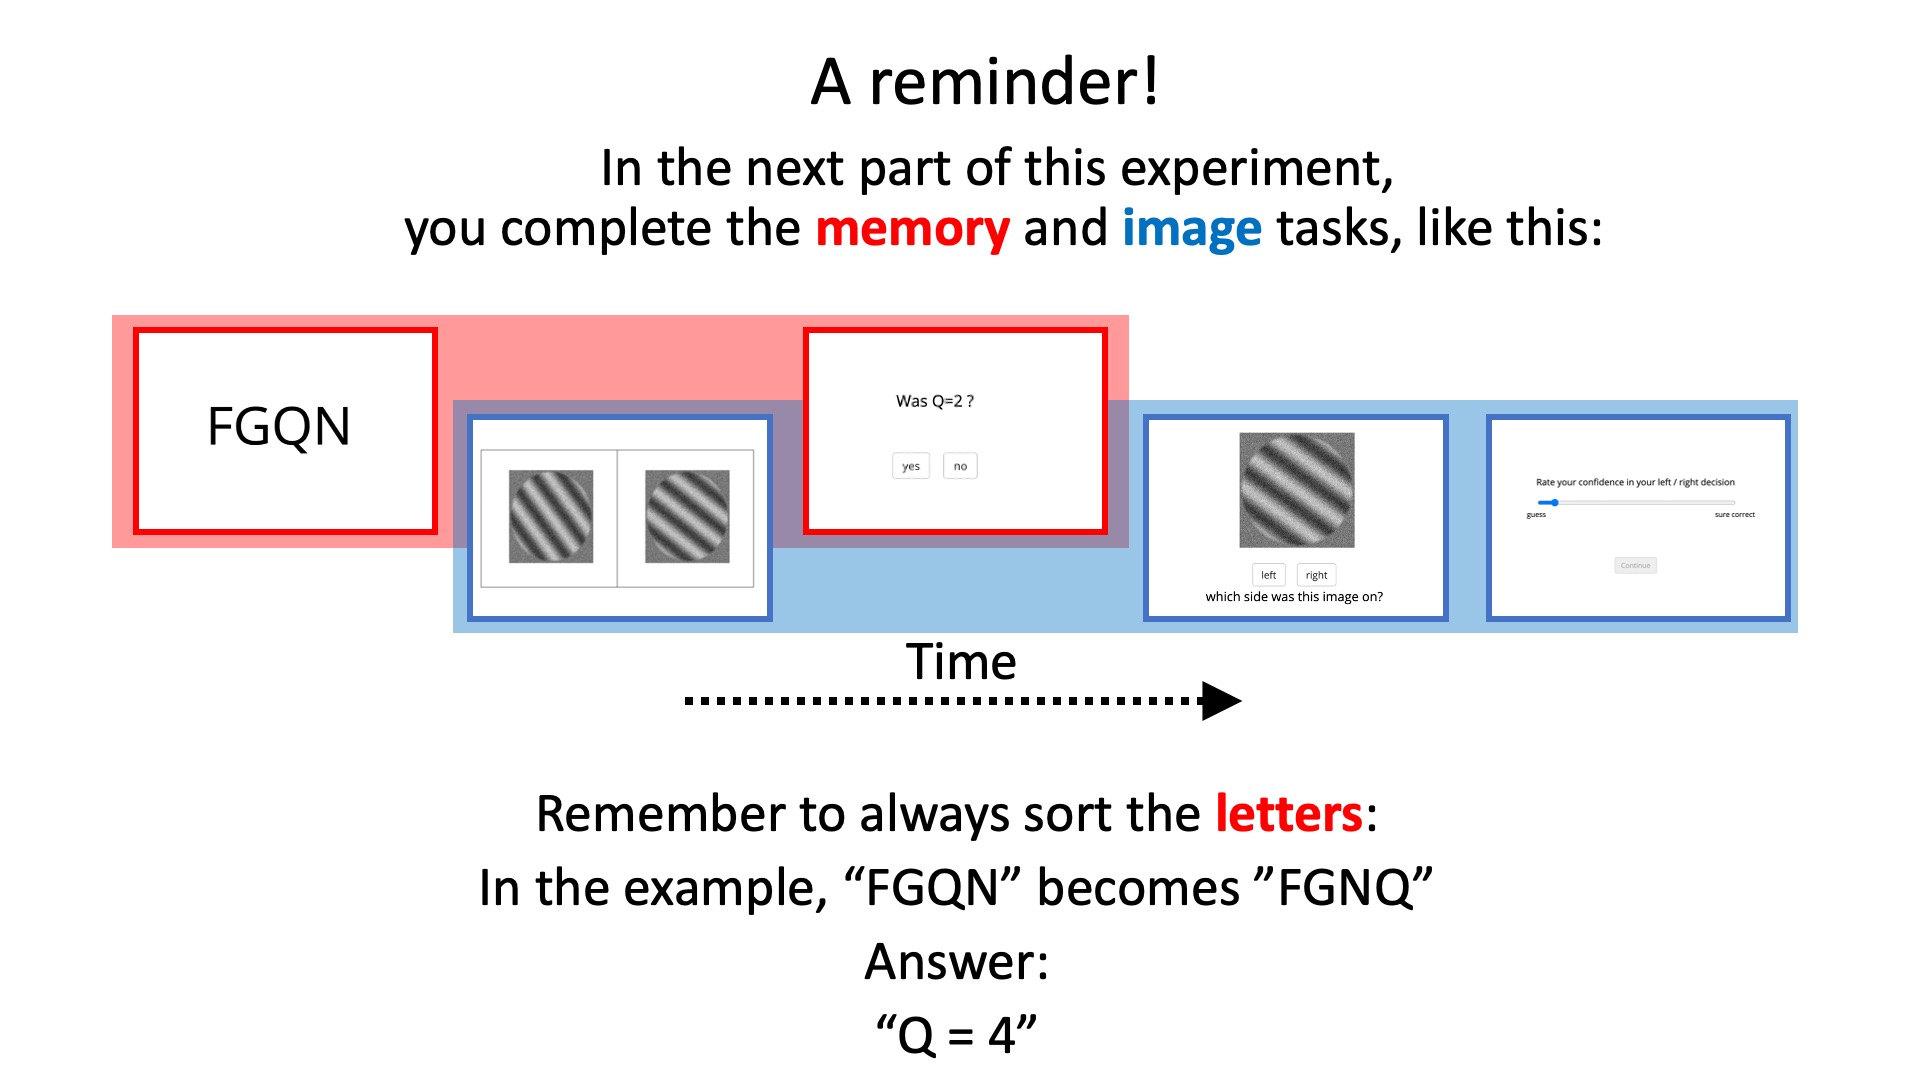 A reminder!
In the next part of this experiment,
you complete the memory and image tasks, like this:
FGQN
Was Q=2 ?
yes no
left right
which side was this image on?
Rate your confidence in your left / right decision
guess sure correct
Continue
Time
Remember to always sort the letters:
In the example, “FGQN” becomes ”FGNQ”
Answer:
“Q = 4”